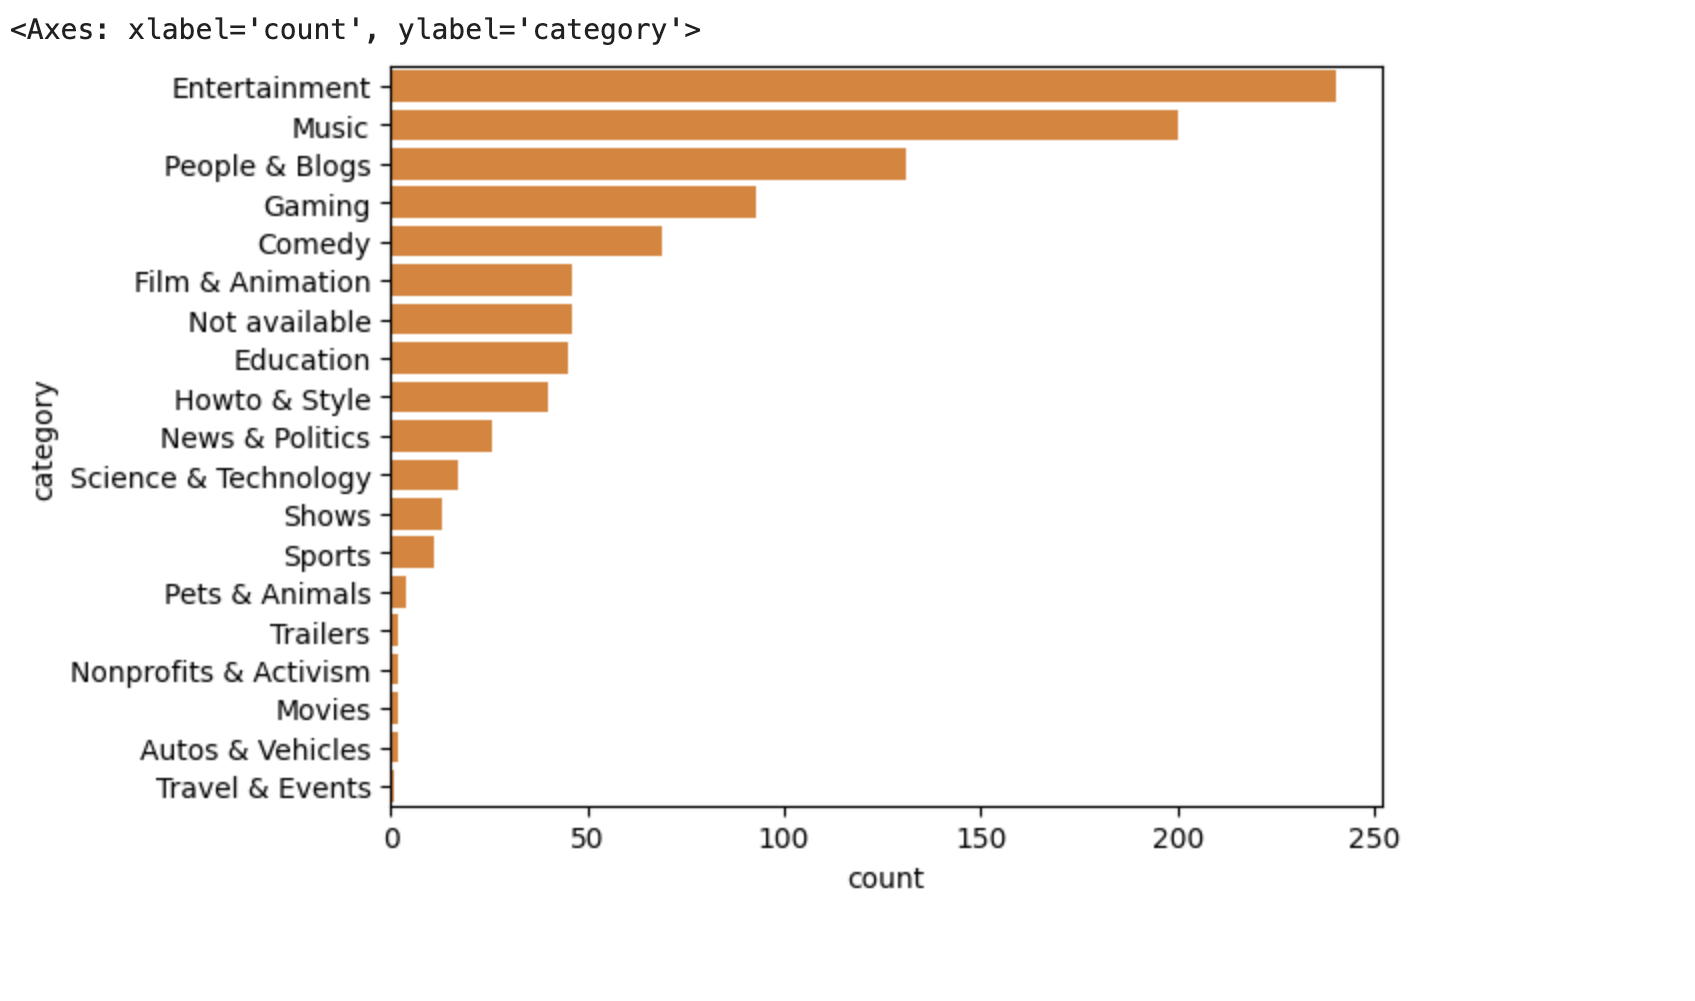 <Axes: xlabel='count', ylabel='category'>
Entertainment
Music
People & Blogs
Gaming
Comedy
Film & Animation
Not available
Education
Howto & Style
News & Politics
Science & Technology
Shows
Sports
Pets & Animals
Trailers
Nonprofits & Activism
Movies
Autos & Vehicles
Travel & Events
category
0 50 100 150 200 250
count